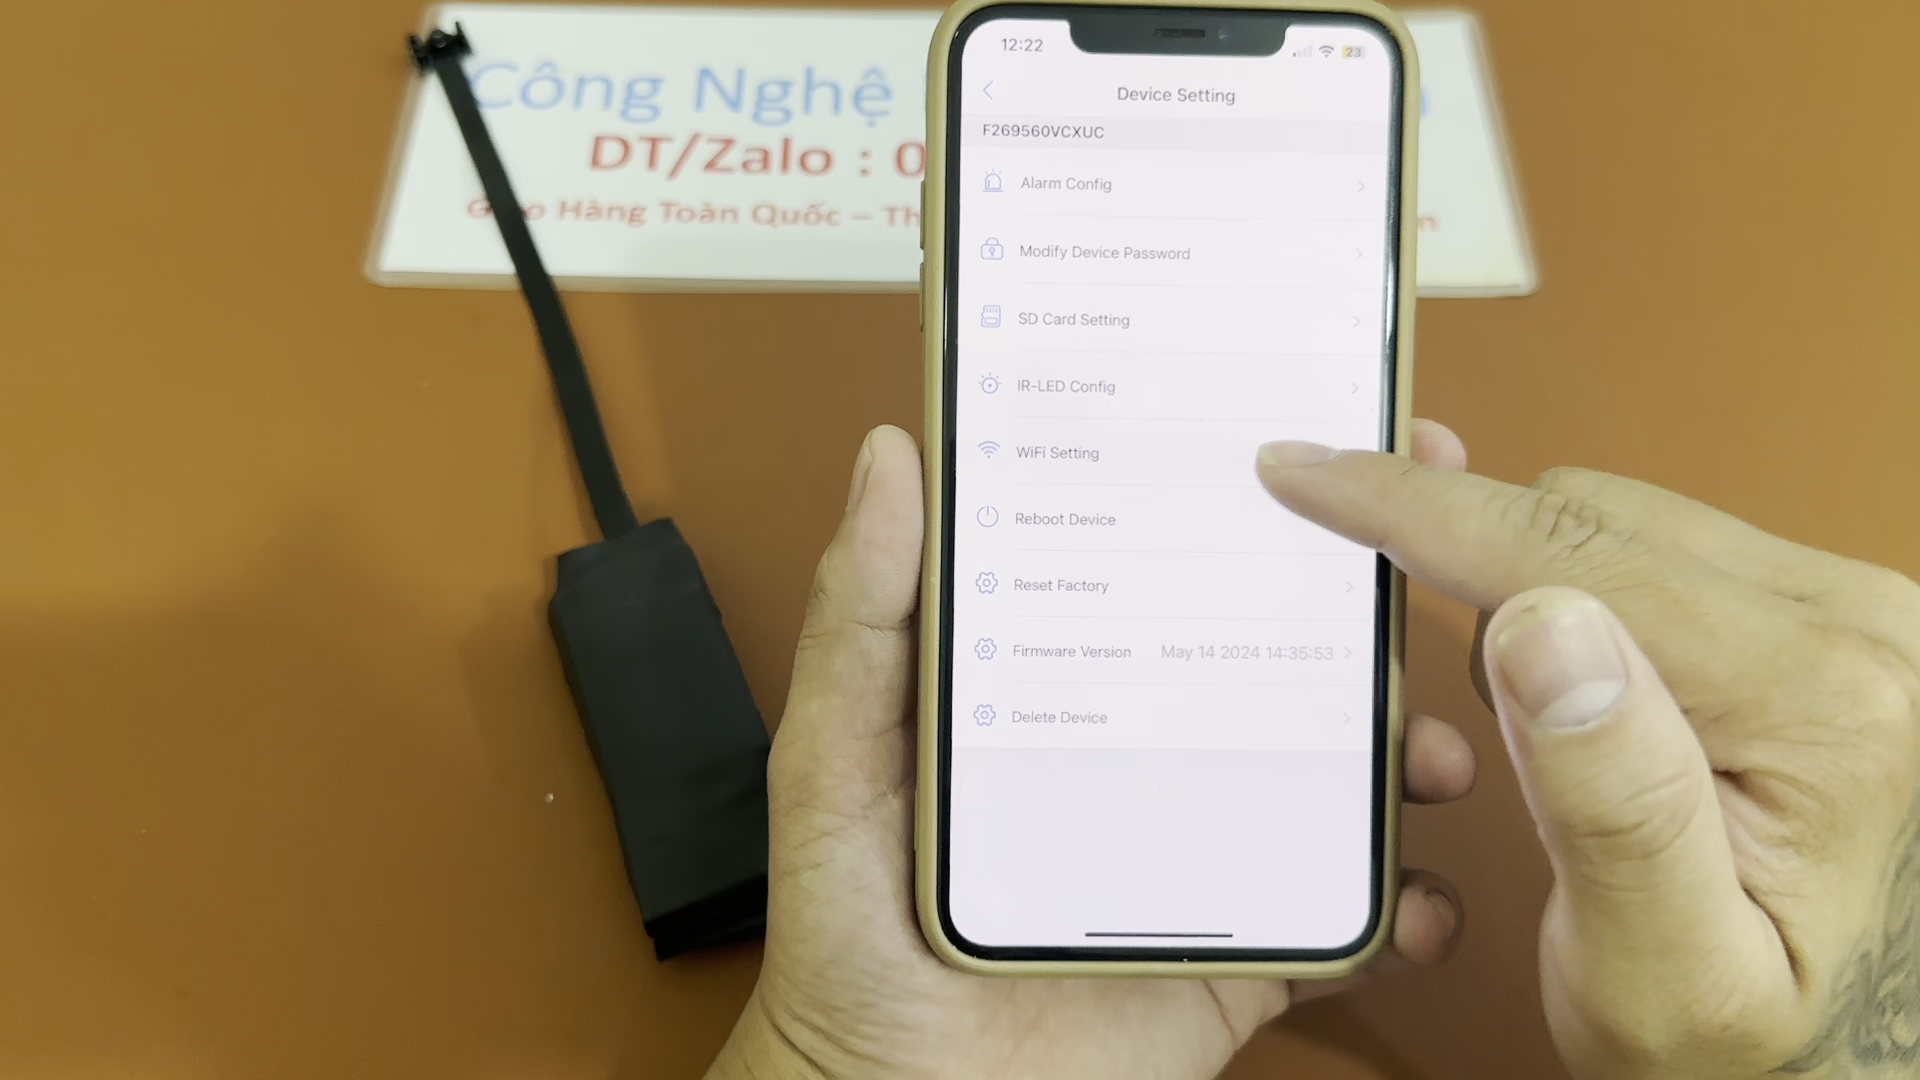 Công Nghệ
DT/Zalo : 0
Hàng Toàn Quốc – Th
12:22
23
Device Setting
F269560VCXUC
Alarm Config
Modify Device Password
SD Card Setting
IR-LED Config
WiFi Setting
Reboot Device
Reset Factory
Firmware Version May 14 2024 14:35:53
Delete Device